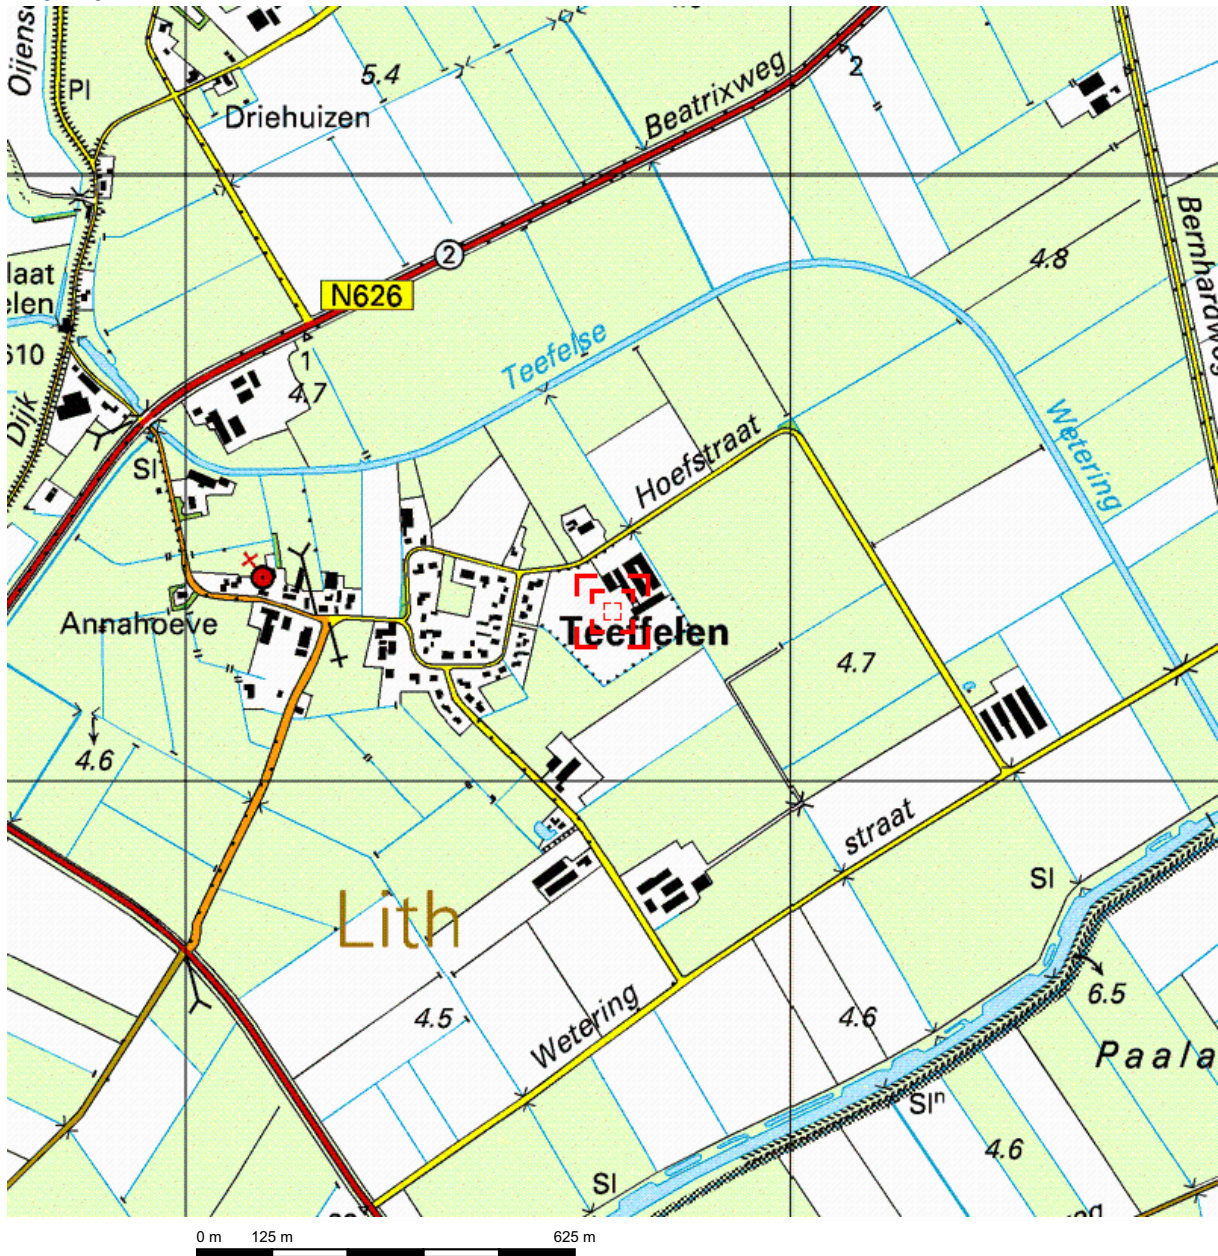 Oijens
Pl
5.4
Driehuizen
Beatrixweg
2
Bernhardweg
2
4.8
laat
elen
N626
610
1
4.7
Teefelse
Wetering
Dijk
Sl
Hoefstraat
Annahoeve
Teeffelen
4.7
4.6
straat
Sl
Lith
6.5
4.5
Wetering
4.6
Paala
Slⁿ
4.6
Sl
0 m
125 m
625 m